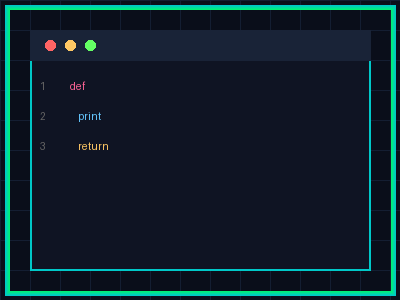 1 def
2 print
3 return